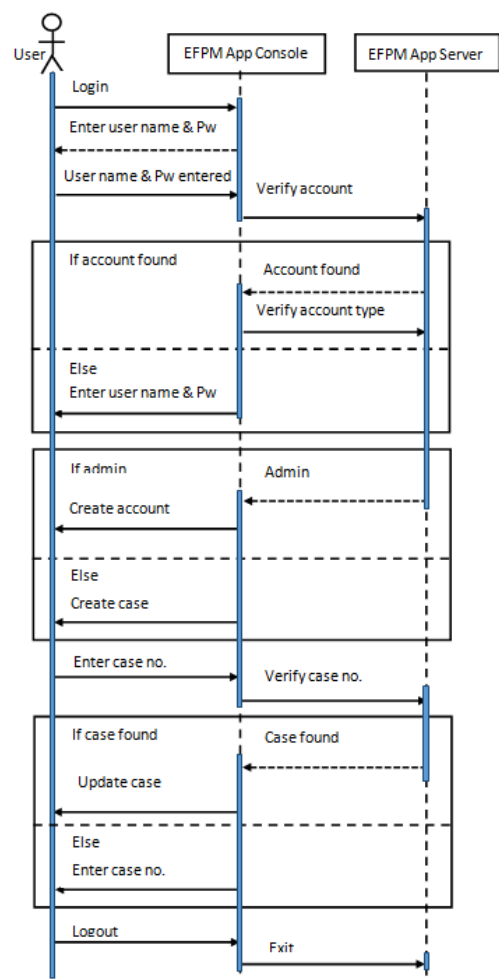 User
EFPM App Console
EFPM App Server
Login
Enter user name & Pw
User name & Pw entered
Verify account
If account found
Account found
Verify account type
Else
Enter user name & Pw
If admin
Admin
Create account
Else
Create case
Enter case no.
Verify case no.
If case found
Case found
Update case
Else
Enter case no.
Logout
Exit